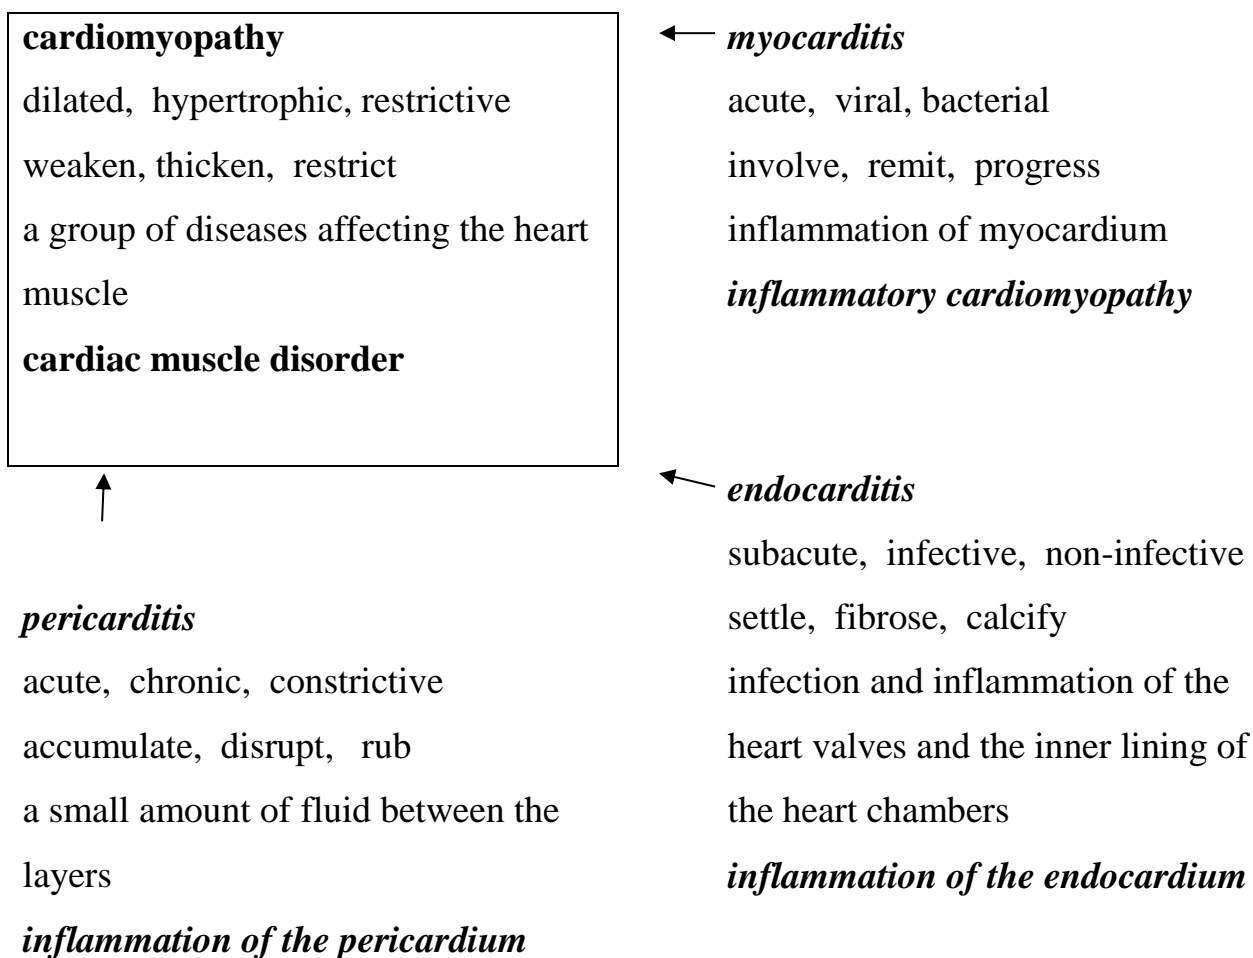 cardiomyopathy
dilated, hypertrophic, restrictive
weaken, thicken, restrict
a group of diseases affecting the heart
muscle
cardiac muscle disorder
myocarditis
acute, viral, bacterial
involve, remit, progress
inflammation of myocardium
inflammatory cardiomyopathy
pericarditis
acute, chronic, constrictive
accumulate, disrupt, rub
a small amount of fluid between the
layers
inflammation of the pericardium
endocarditis
subacute, infective, non-infective
settle, fibrose, calcify
infection and inflammation of the
heart valves and the inner lining of
the heart chambers
inflammation of the endocardium